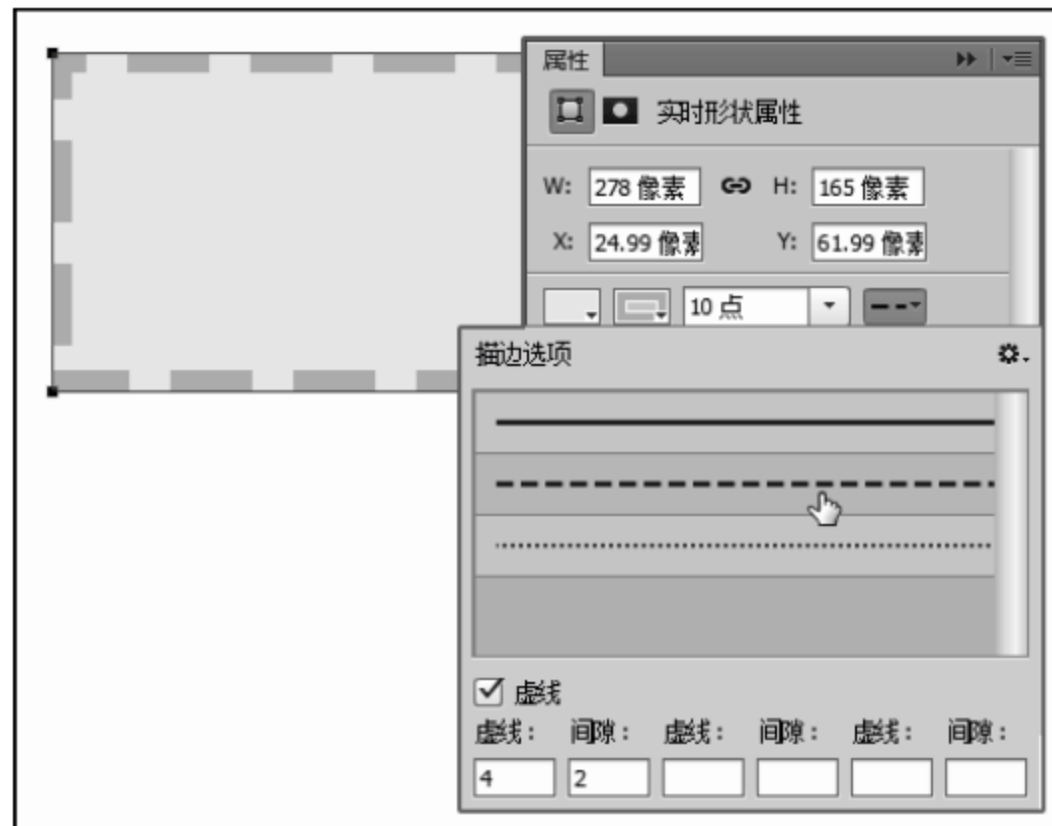 属性
实时形状属性
W: 278 像素 H: 165 像素
X: 24.99 像素 Y: 61.99 像素
10 点
描边选项
虚线
虚线： 间隙： 虚线： 间隙： 虚线： 间隙：
4 2